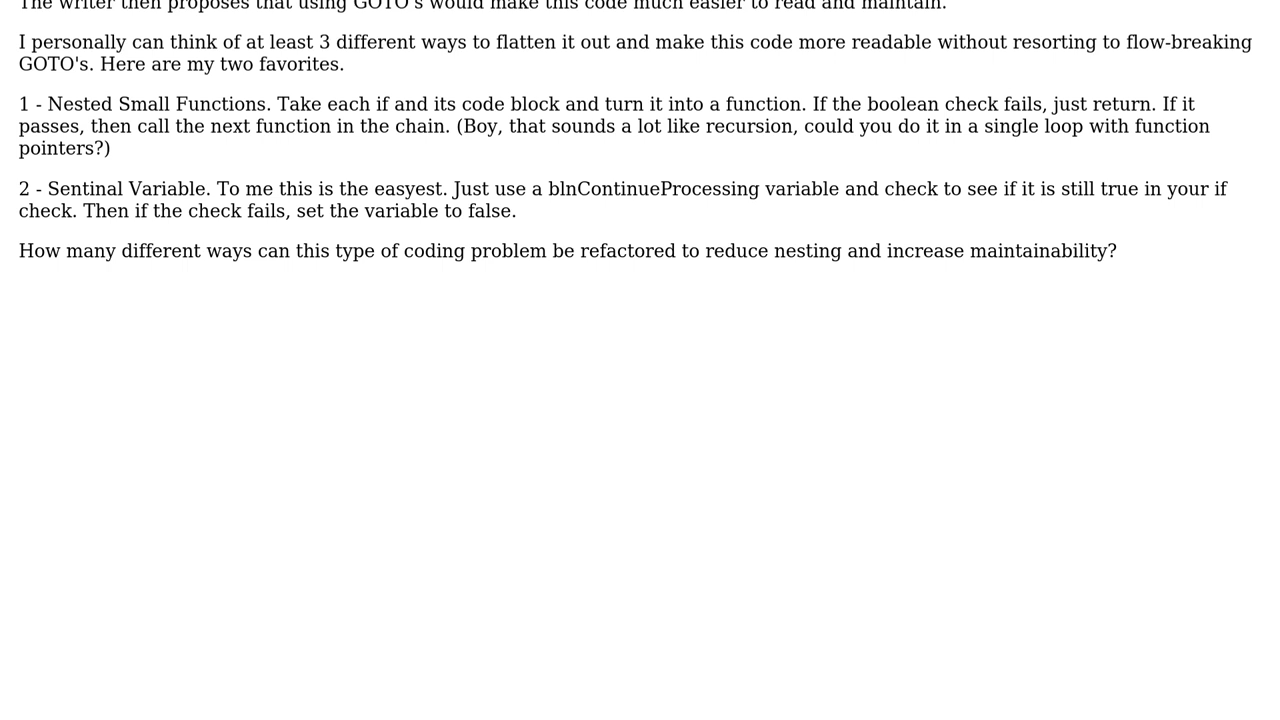 The writer then proposes that using GOTO's would make this code much easier to read and maintain.
I personally can think of at least 3 different ways to flatten it out and make this code more readable without resorting to flow-breaking
GOTO's. Here are my two favorites.
1 - Nested Small Functions. Take each if and its code block and turn it into a function. If the boolean check fails, just return. If it
passes, then call the next function in the chain. (Boy, that sounds a lot like recursion, could you do it in a single loop with function
pointers?)
2 - Sentinal Variable. To me this is the easyest. Just use a blnContinueProcessing variable and check to see if it is still true in your if
check. Then if the check fails, set the variable to false.
How many different ways can this type of coding problem be refactored to reduce nesting and increase maintainability?